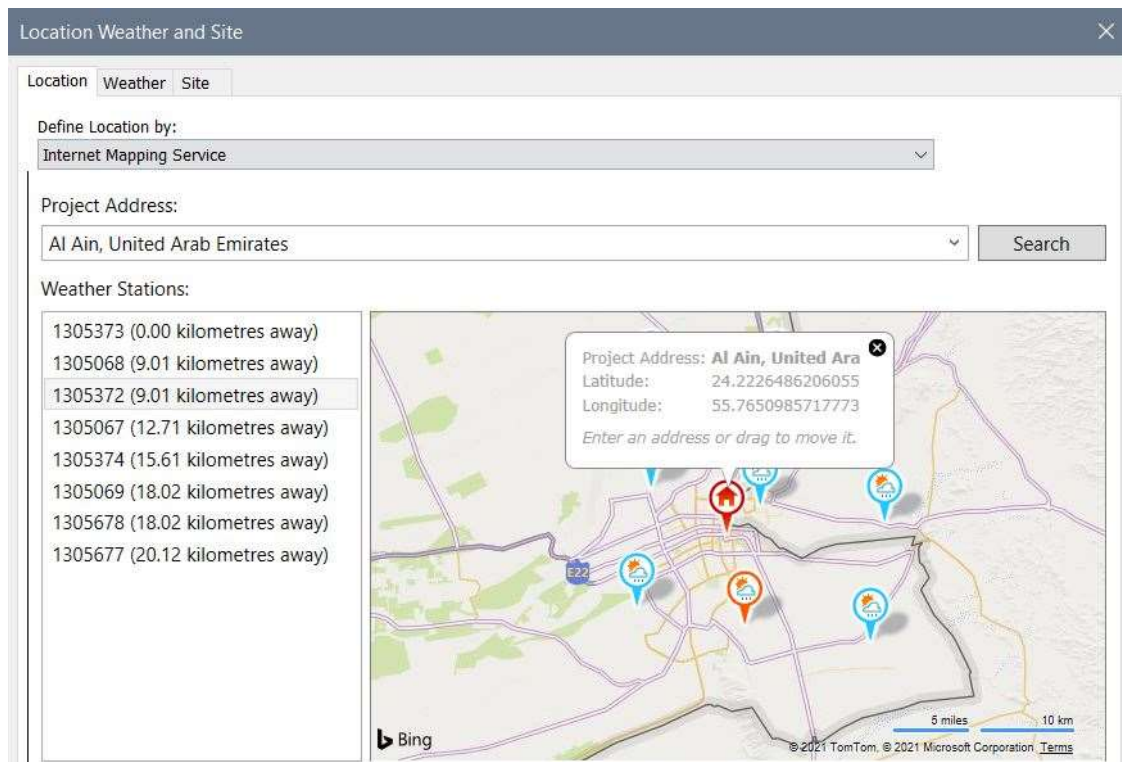 Location Weather and Site
Location Weather Site
Define Location by:
Internet Mapping Service
Project Address:
Al Ain, United Arab Emirates
Search
Weather Stations:
1305373 (0.00 kilometres away)
1305068 (9.01 kilometres away)
1305372 (9.01 kilometres away)
1305067 (12.71 kilometres away)
1305374 (15.61 kilometres away)
1305069 (18.02 kilometres away)
1305678 (18.02 kilometres away)
1305677 (20.12 kilometres away)
Project Address: Al Ain, United Ara
Latitude: 24.2226486206055
Longitude: 55.7650985717773
Enter an address or drag to move it.
E22
Bing
5 miles 10 km
© 2021 TomTom, © 2021 Microsoft Corporation Terms